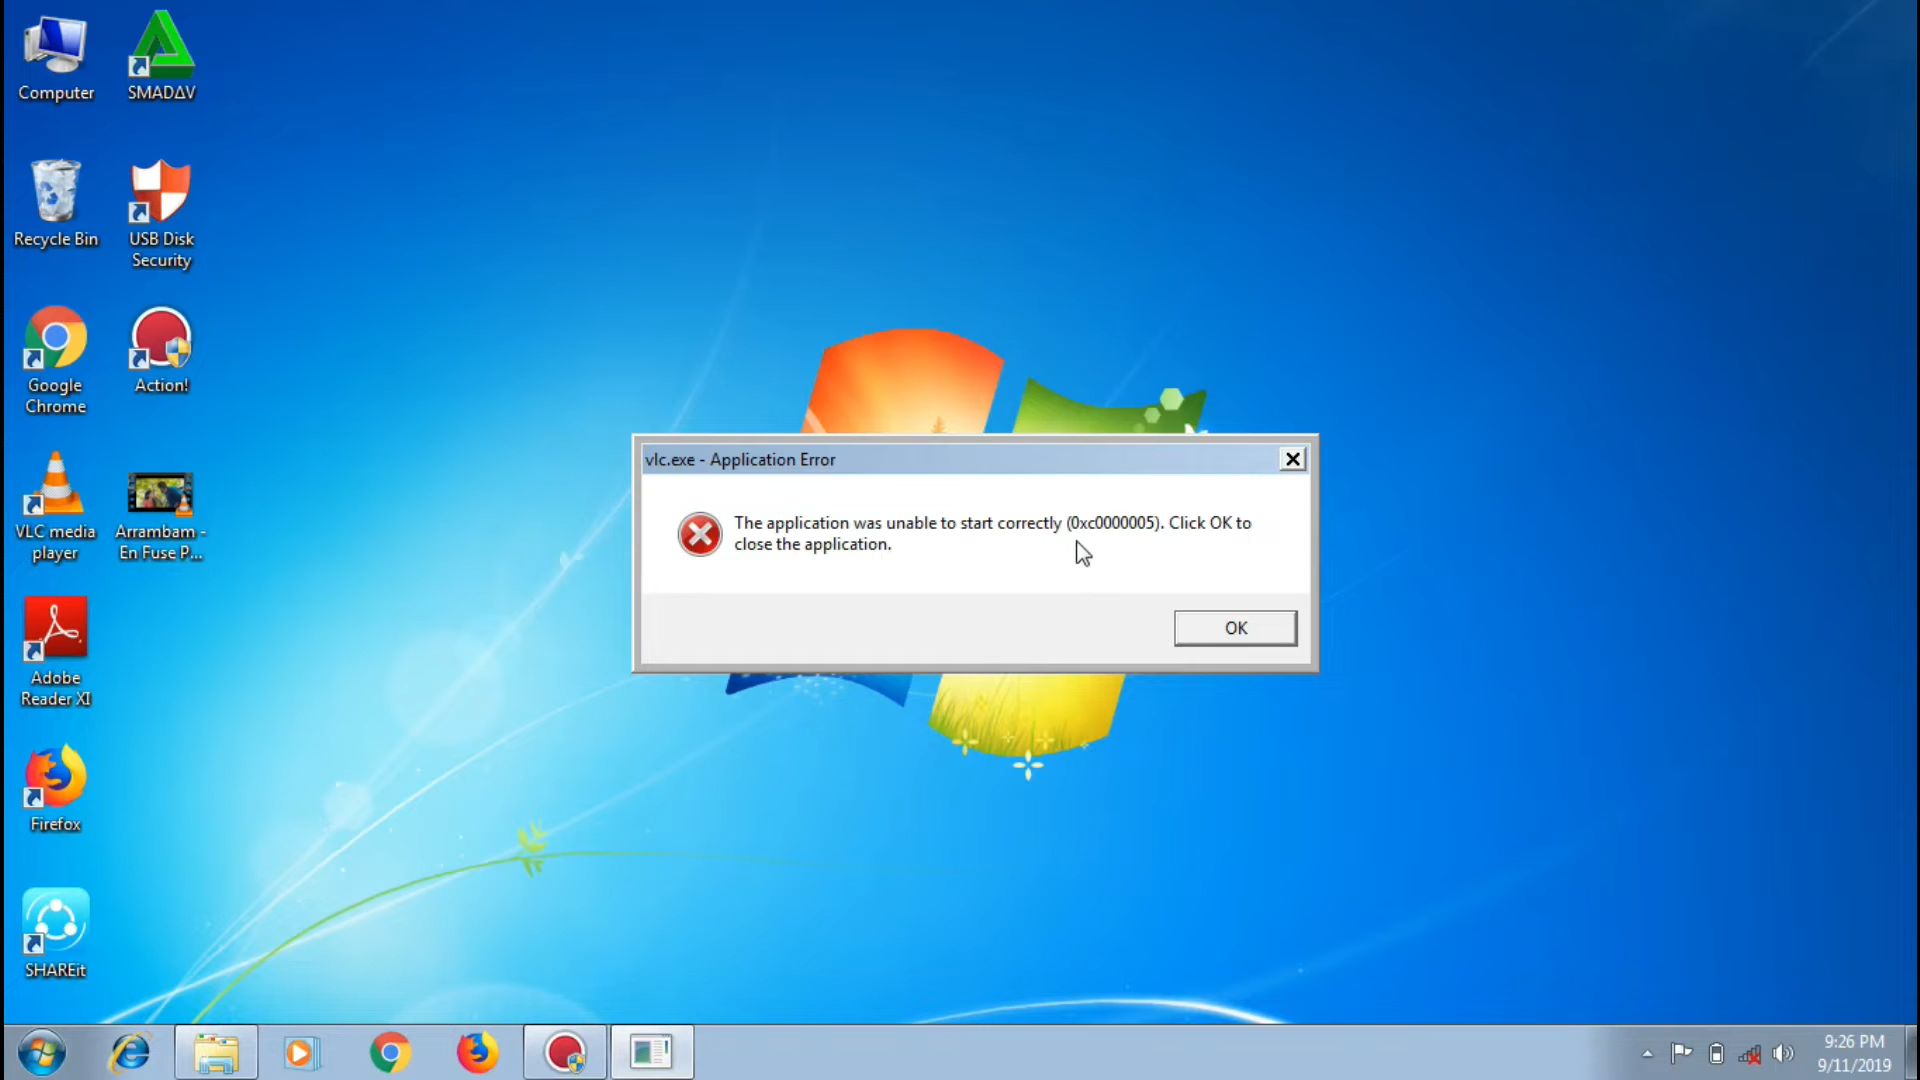 Computer
SMADΔV
Recycle Bin
USB Disk
Security
Google
Chrome
Action!
VLC media
player
Arrambam -
En Fuse P...
Adobe
Reader XI
Firefox
SHAREit
vlc.exe - Application Error
The application was unable to start correctly (0xc0000005). Click OK to
close the application.
OK
9:26 PM
9/11/2019